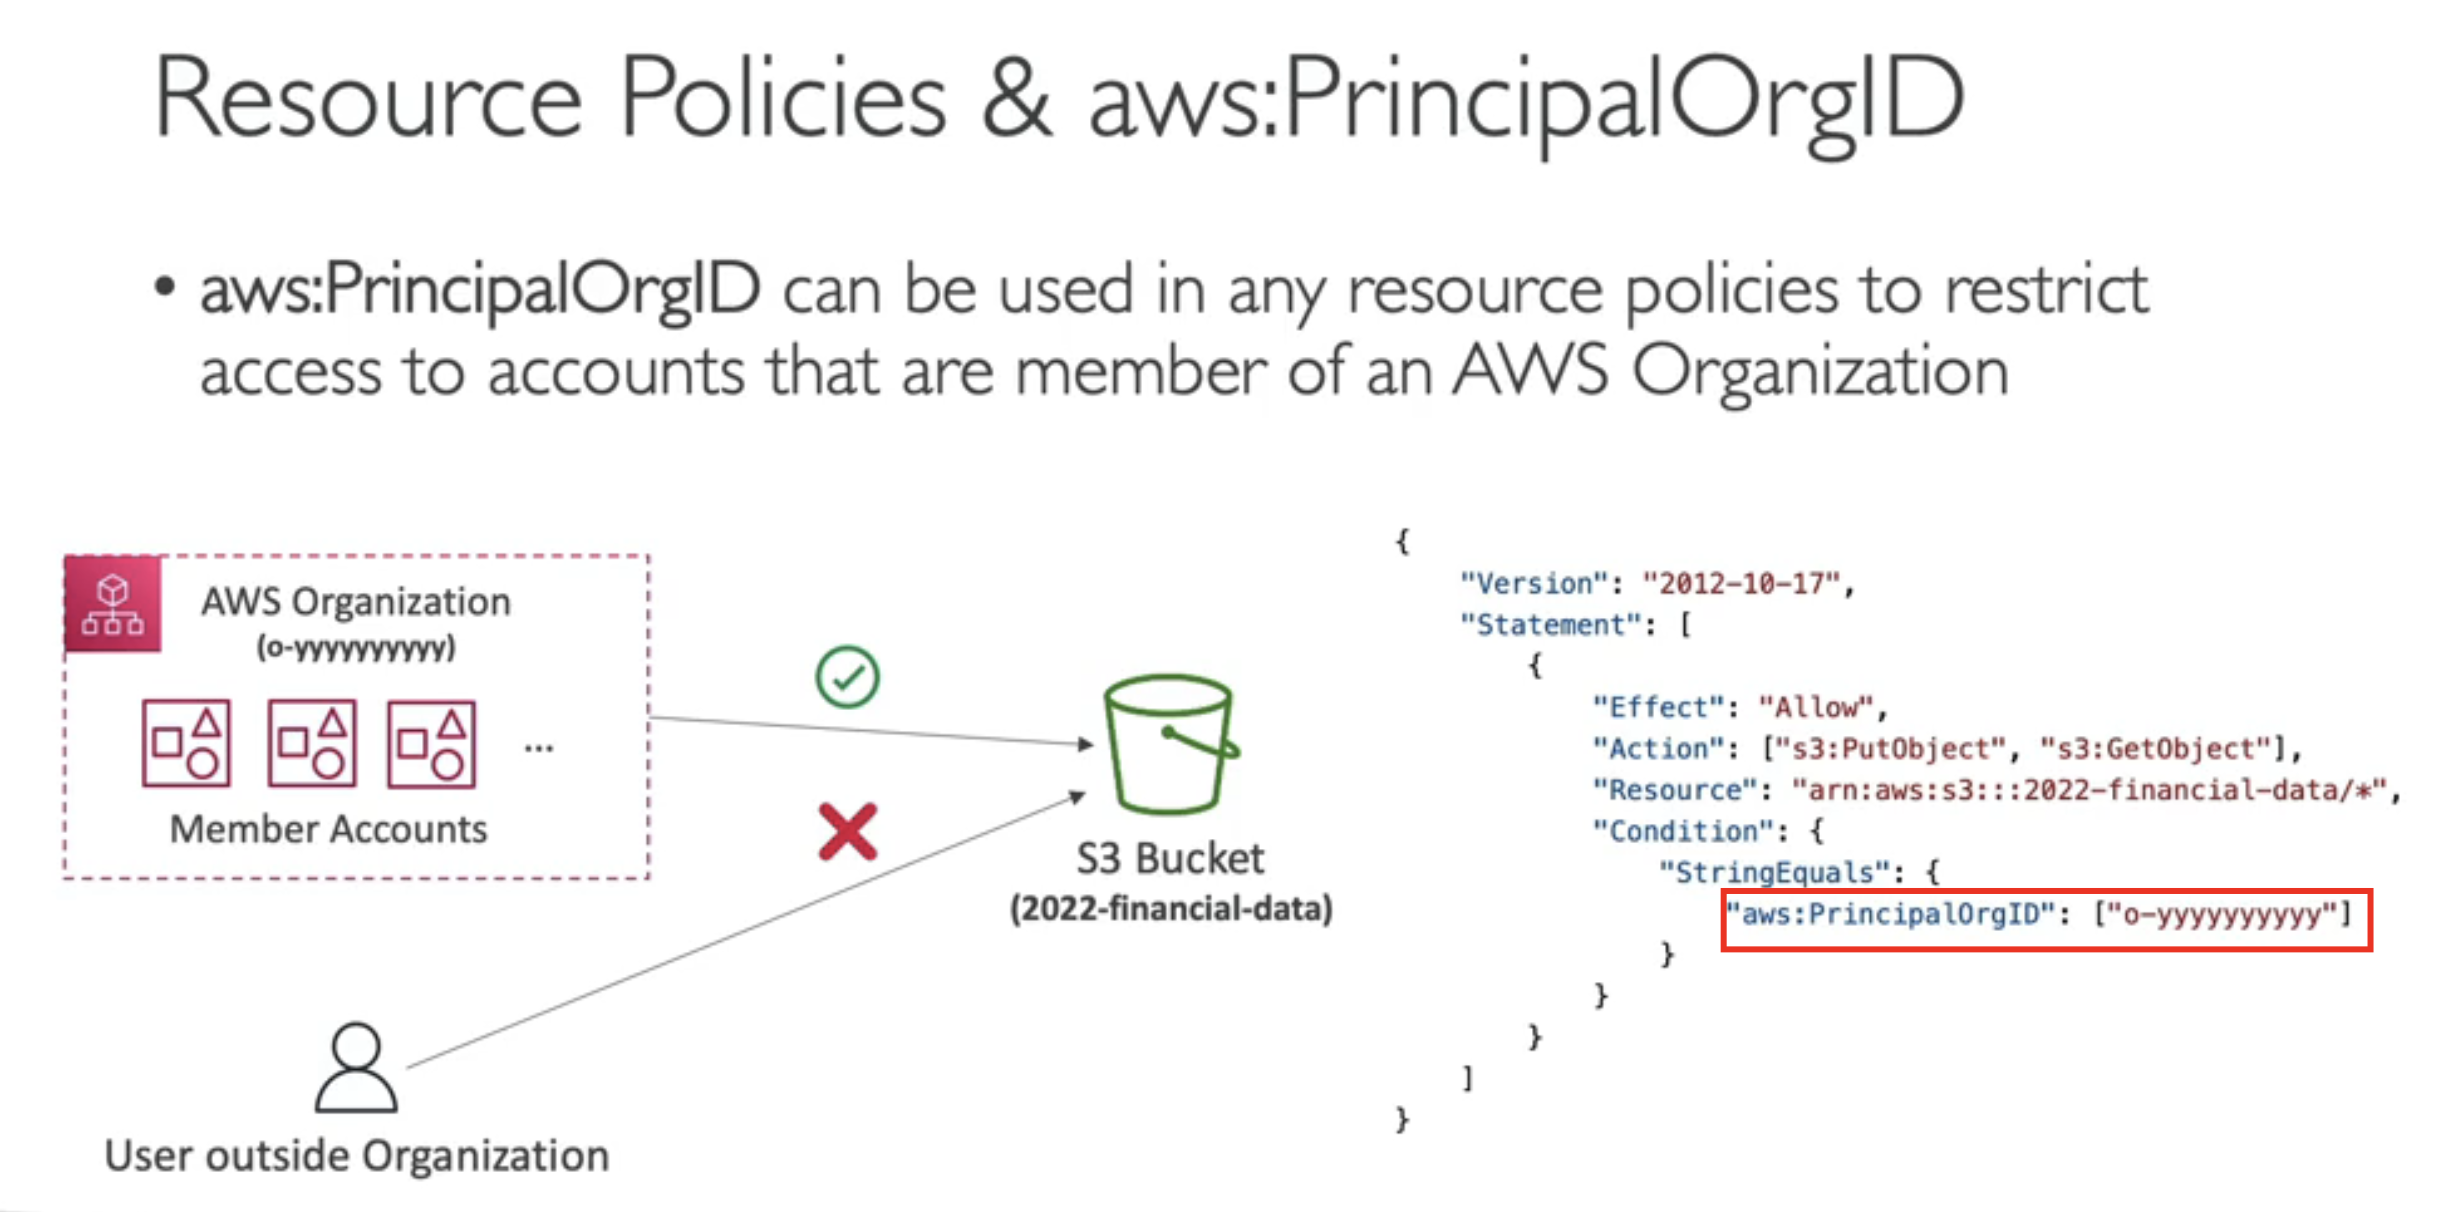 Resource Policies & aws:PrincipalOrgID
• aws:PrincipalOrgID can be used in any resource policies to restrict
access to accounts that are member of an AWS Organization
AWS Organization
(o-yyyyyyyyyy)
...
Member Accounts
User outside Organization
S3 Bucket
(2022-financial-data)
{
"Version": "2012-10-17",
"Statement": [
{
"Effect": "Allow",
"Action": ["s3:PutObject", "s3:GetObject"],
"Resource": "arn:aws:s3:::2022-financial-data/*",
"Condition": {
"StringEquals": {
"aws:PrincipalOrgID": ["o-yyyyyyyyyy"]
}
}
}
]
}